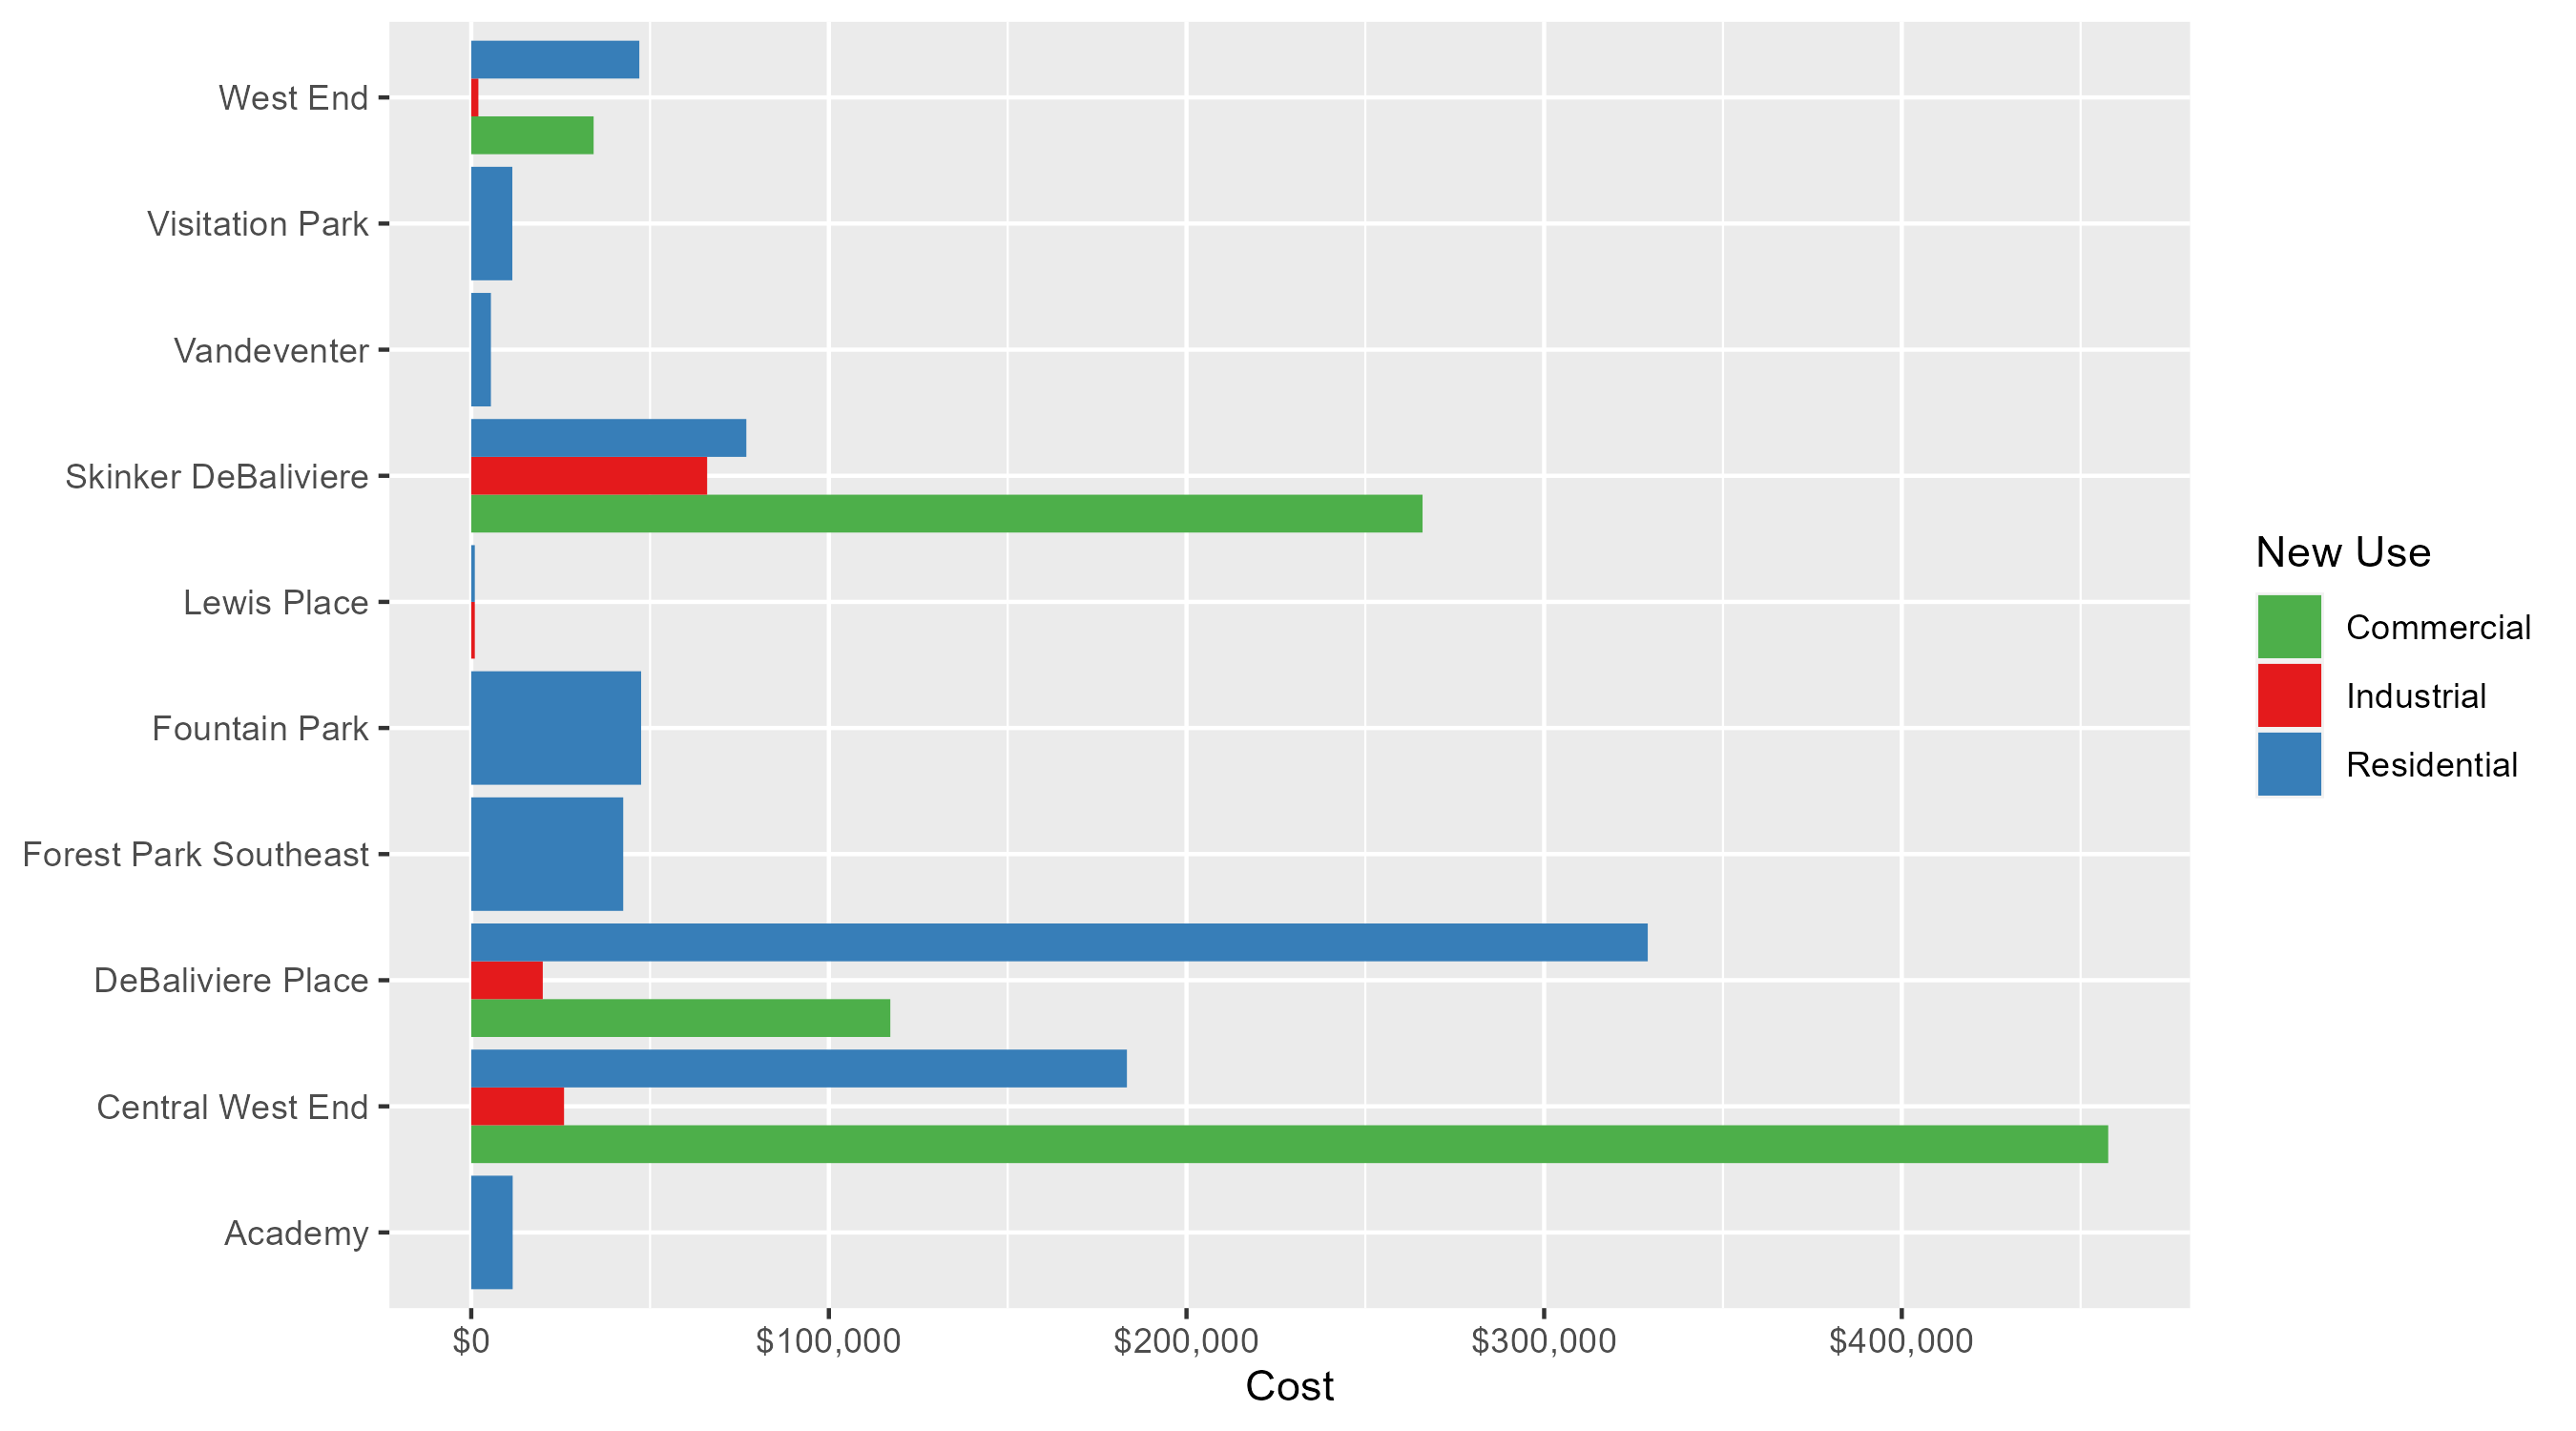 West End
Visitation Park
Vandeventer
Skinker DeBaliviere
Lewis Place
Fountain Park
Forest Park Southeast
DeBaliviere Place
Central West End
Academy
$0
$100,000
$200,000
$300,000
$400,000
Cost
New Use
Commercial
Industrial
Residential